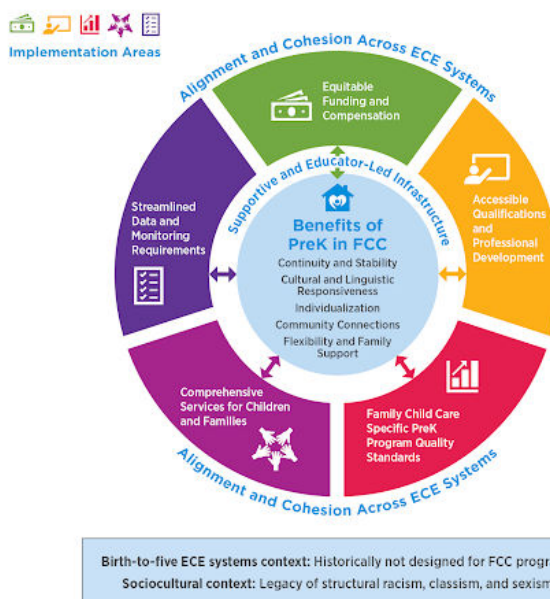 Implementation Areas
Alignment and Cohesion Across ECE Systems
Equitable
Funding and
Compensation
Supportive and Educator-Led Infrastructure
Streamlined
Data and
Monitoring
Requirements
Accessible
Qualifications
and
Professional
Development
Benefits of
PreK in FCC
Continuity and Stability
Cultural and Linguistic
Responsiveness
Individualization
Community Connections
Flexibility and Family
Support
Comprehensive
Services for Children
and Families
Family Child Care
Specific PreK
Program Quality
Standards
Alignment and Cohesion Across ECE Systems
Birth-to-five ECE systems context: Historically not designed for FCC
Sociocultural context: Legacy of structural racism, classism, and sexism